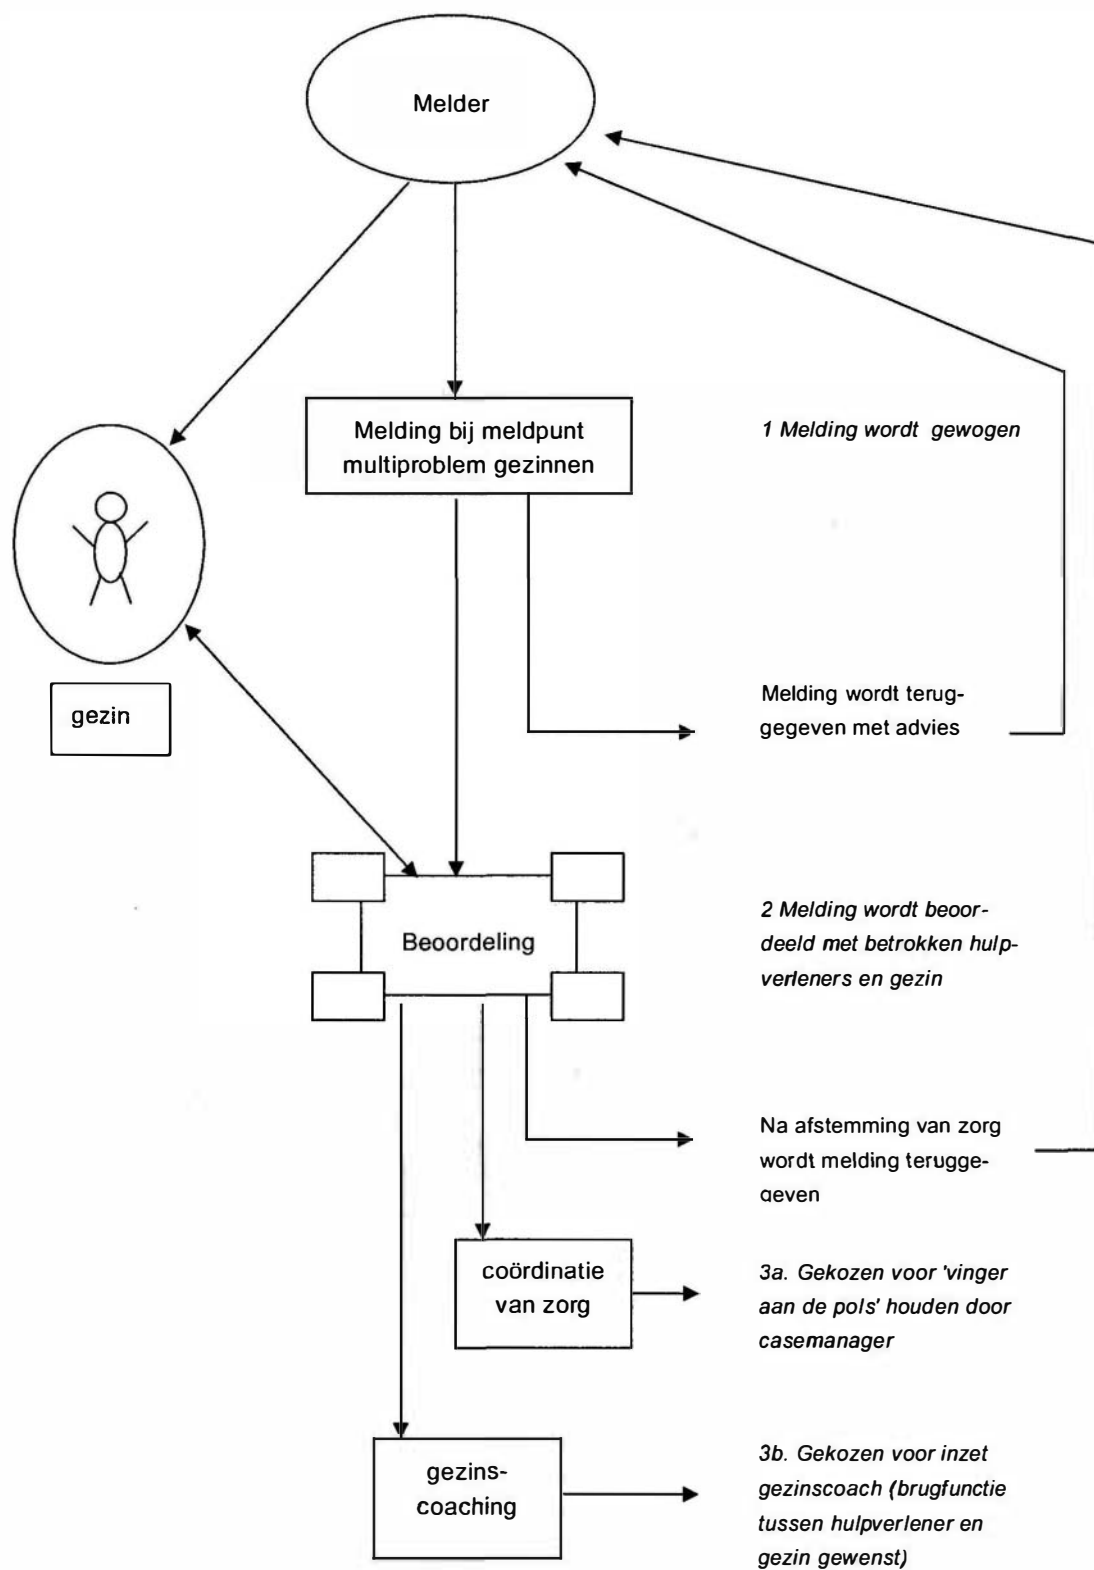 Melder
Melding bij meldpunt
multiproblem gezinnen
1 Melding wordt gewogen
gezin
Melding wordt terug-
gegeven met advies
Beoordeling
2 Melding wordt beoor-
deeld met betrokken hulp-
verleners en gezin
Na afstemming van zorg
wordt melding terugge-
geven
coördinatie
van zorg
3a. Gekozen voor 'vinger
aan de pols' houden door
casemanager
gezins-
coaching
3b. Gekozen voor inzet
gezinscoach (brugfunctie
tussen hulpverlener en
gezin gewenst)